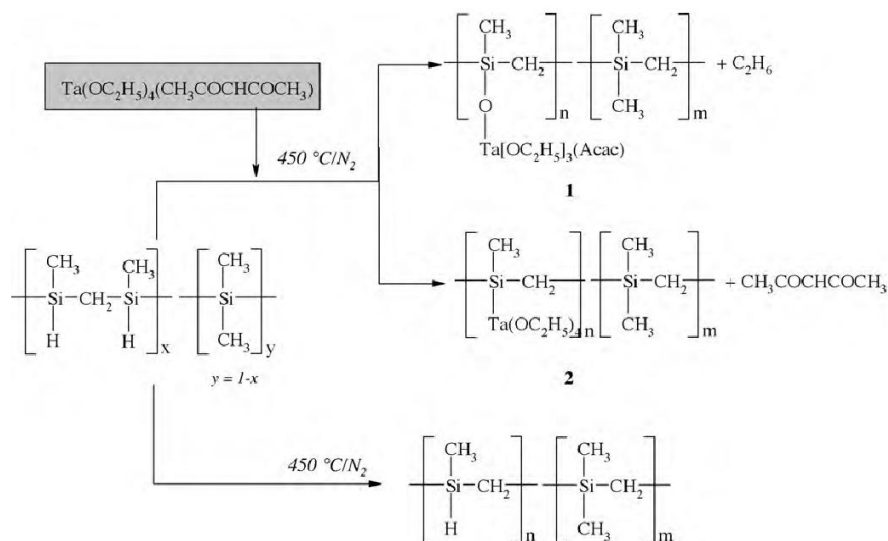 CH₃ CH₃
Si—CH₂ Si—CH₂ + C₂H₆
O CH₃
n m
Ta[OC₂H₅]₃(Acac)
1
Ta(OC₂H₅)₄(CH₃COCHCOCH₃)
450 °C/N₂
CH₃ CH₃
Si—CH₂ Si—CH₂ + CH₃COCHCOCH₃
Ta(OC₂H₅)₄ n CH₃ m
2
CH₃ CH₃ CH₃
Si—CH₂—Si Si
H H x CH₃ y
y = 1-x
450 °C/N₂
CH₃ CH₃
Si—CH₂ Si—CH₂
H n CH₃ m